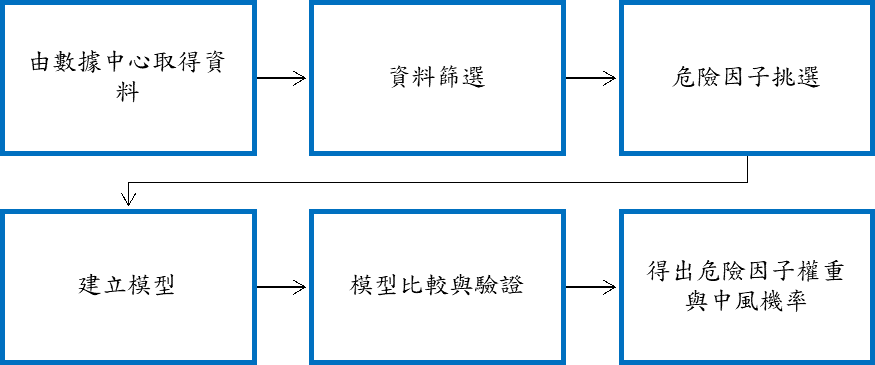 由數據中心取得資
料
資料篩選
危險因子挑選
建立模型
模型比較與驗證
得出危險因子權重
與中風機率